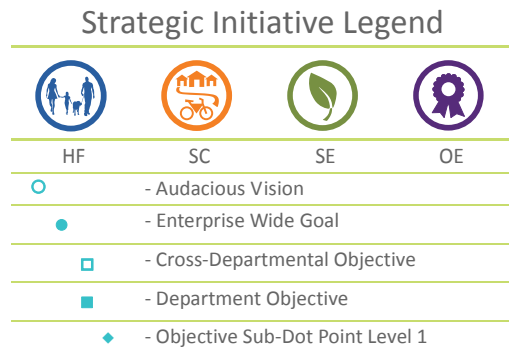 Strategic Initiative Legend
HF SC SE OE
- Audacious Vision
- Enterprise Wide Goal
- Cross-Departmental Objective
- Department Objective
- Objective Sub-Dot Point Level 1